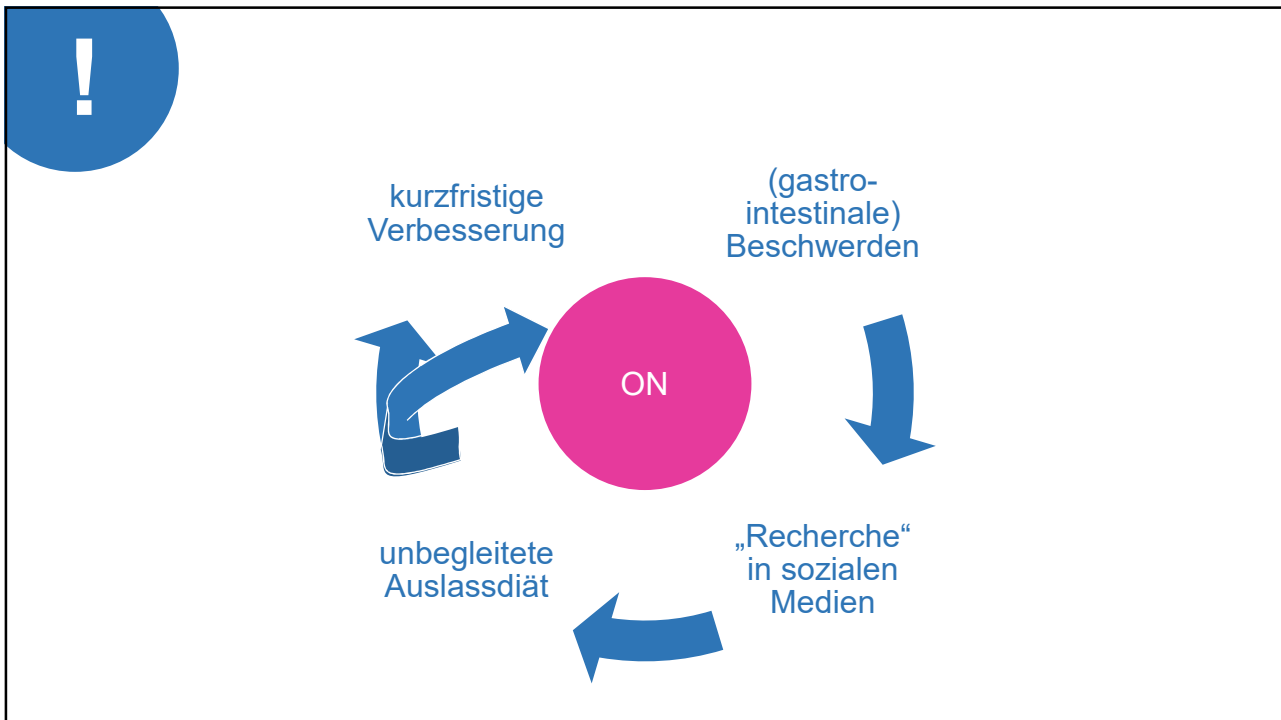 !
kurzfristige
Verbesserung
(gastro-
intestinale)
Beschwerden
ON
„Recherche“
in sozialen
Medien
unbegleitete
Auslassdiät